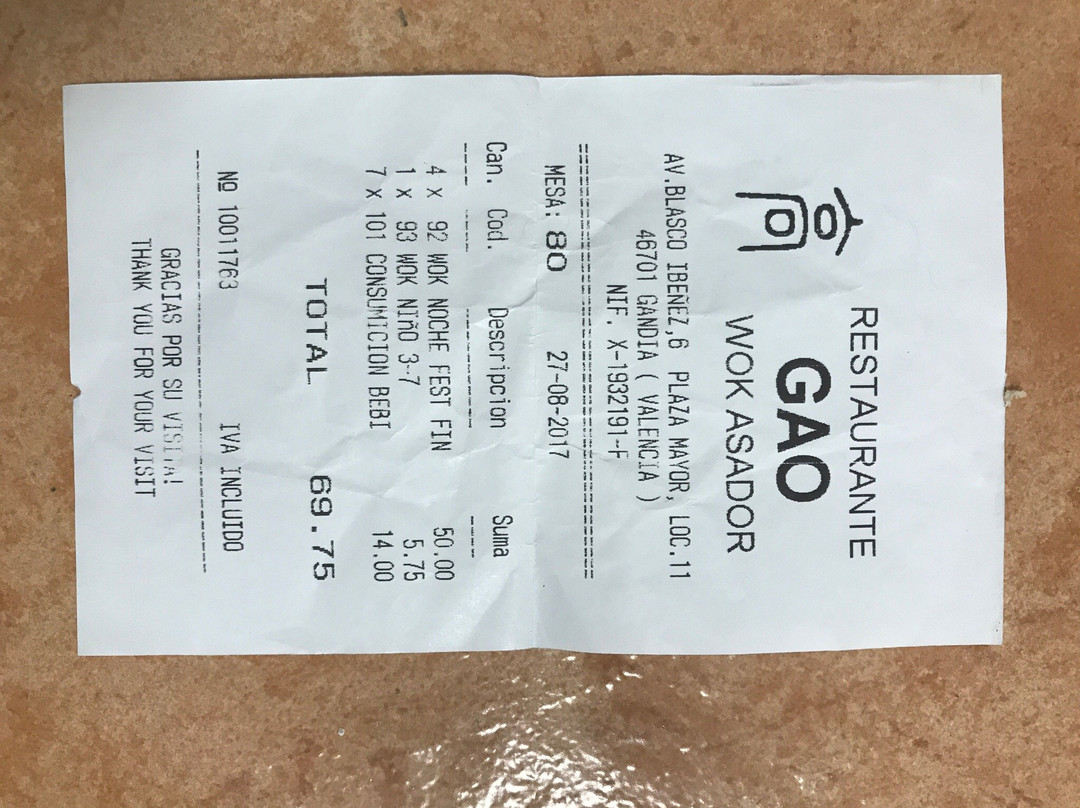 RESTAURANTE
GAO
WOK ASADOR
AV.BLASCO IBEÑEZ,6 PLAZA MAYOR, LOC.11
46701 GANDIA ( VALENCIA )
NIF. X-1932191-F
MESA: 80 27-08-2017
Can. Cod. Descripcion Suma
4 x 92 WOK NOCHE FEST FIN 50.00
1 x 93 WOK NIñO 3-7 5.75
7 x 101 CONSUMICION BEBI 14.00
TOTAL 69.75
Nº 10011763 IVA INCLUIDO
GRACIAS POR SU VISITA!
THANK YOU FOR YOUR VISIT